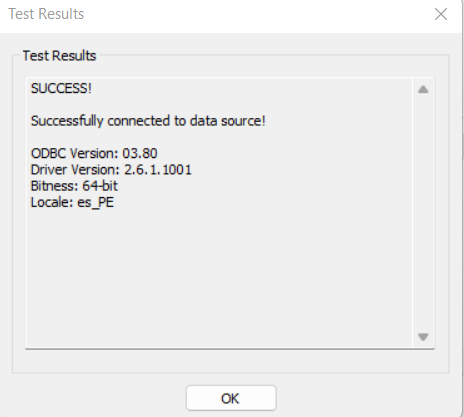 Test Results
Test Results
SUCCESS!
Successfully connected to data source!
ODBC Version: 03.80
Driver Version: 2.6.1.1001
Bitness: 64-bit
Locale: es_PE
OK